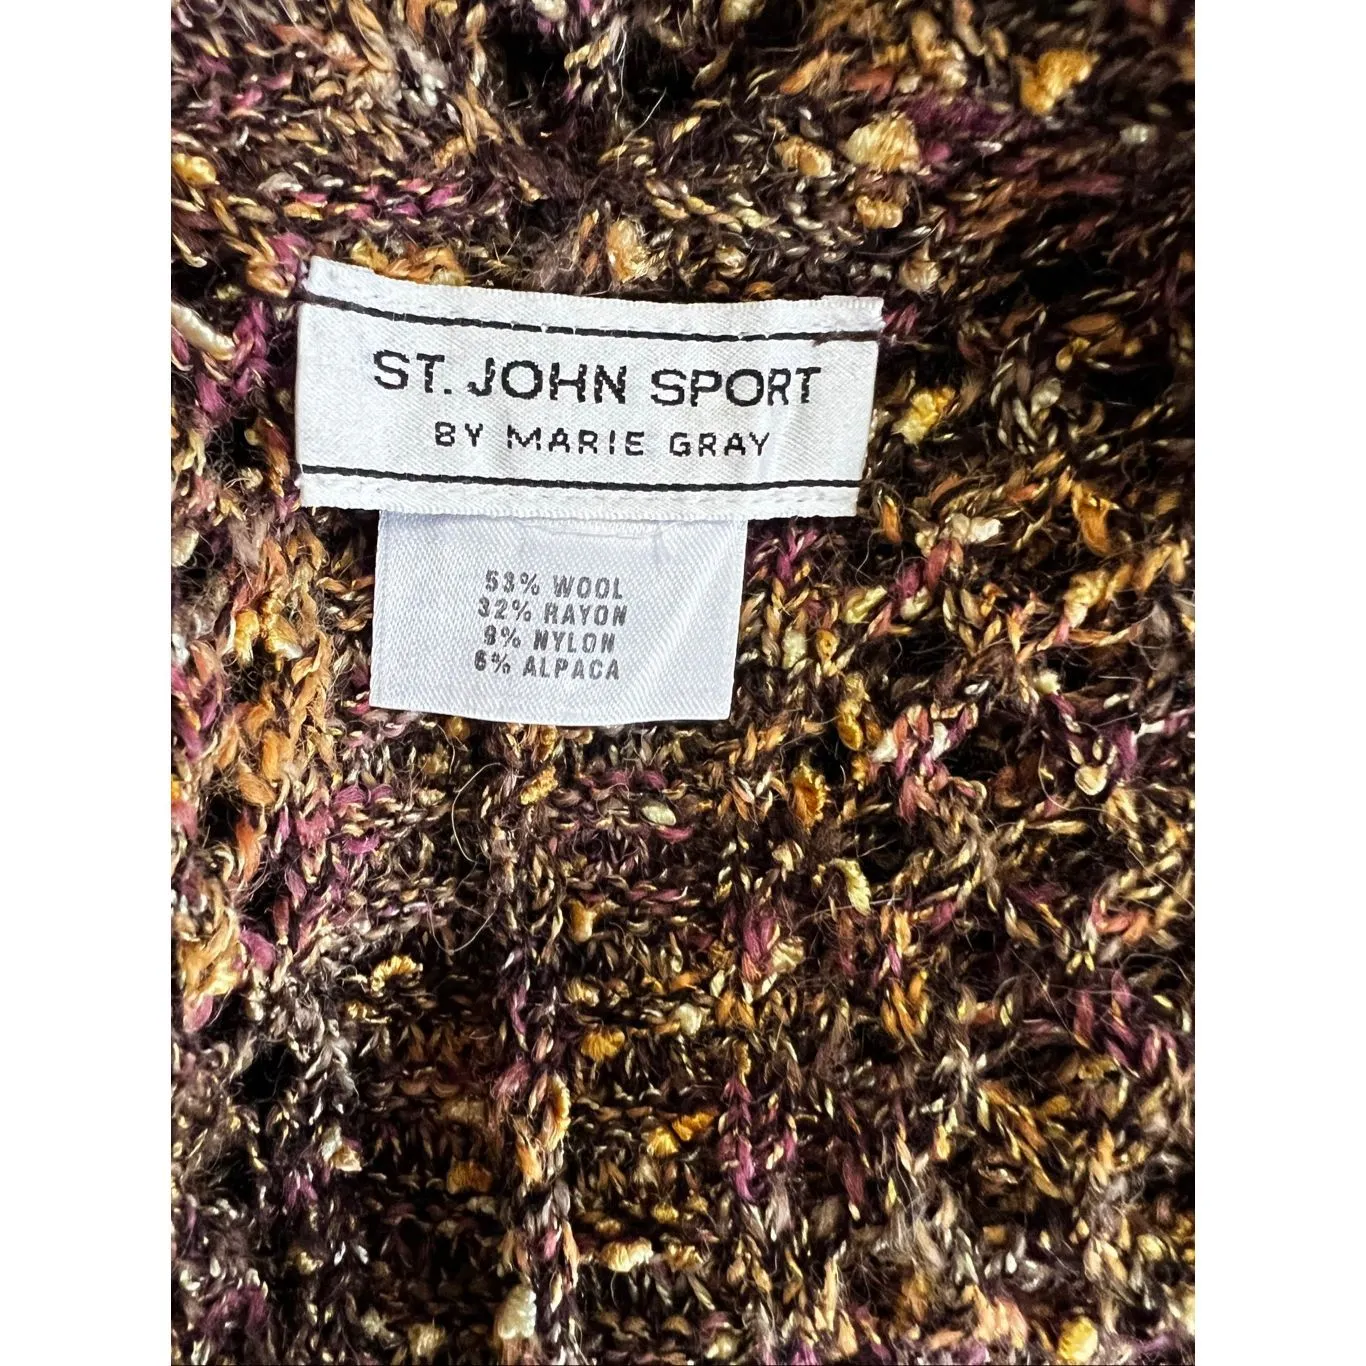 ST. JOHN SPORT
BY MARIE GRAY
53% WOOL
32% RAYON
9% NYLON
6% ALPACA